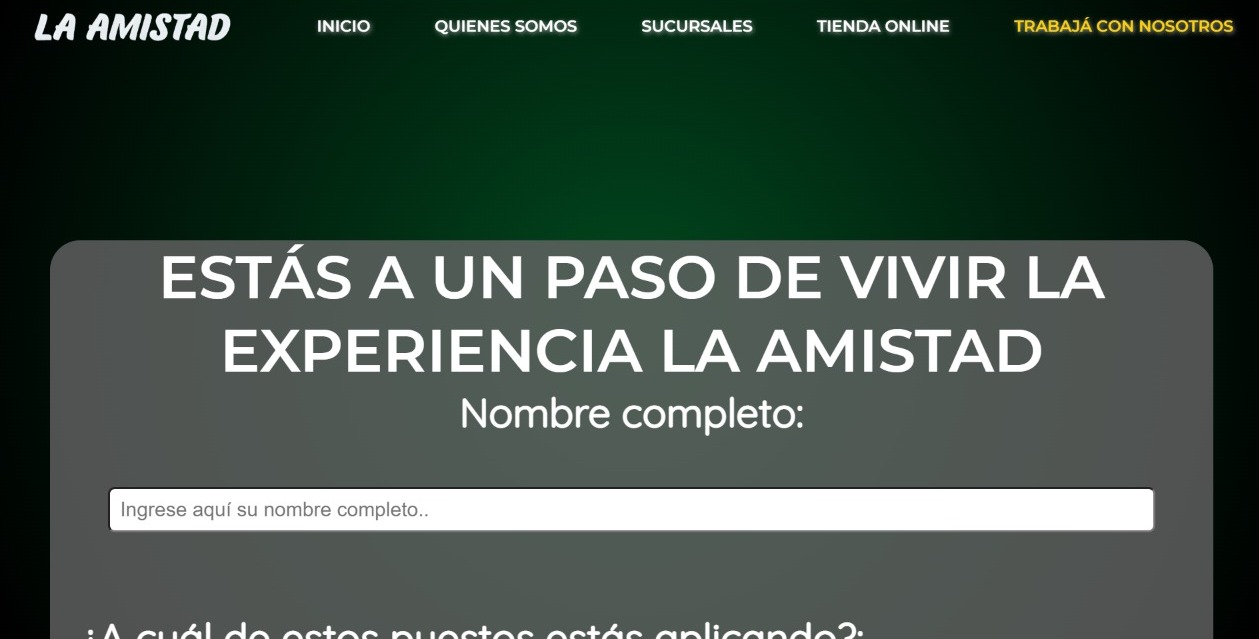 LA AMISTAD
INICIO
QUIENES SOMOS
SUCURSALES
TIENDA ONLINE
TRABAJÁ CON NOSOTROS
ESTÁS A UN PASO DE VIVIR LA
EXPERIENCIA LA AMISTAD
Nombre completo:
Ingrese aquí su nombre completo..
¿A cuál de estos puestos estás aplicando?: